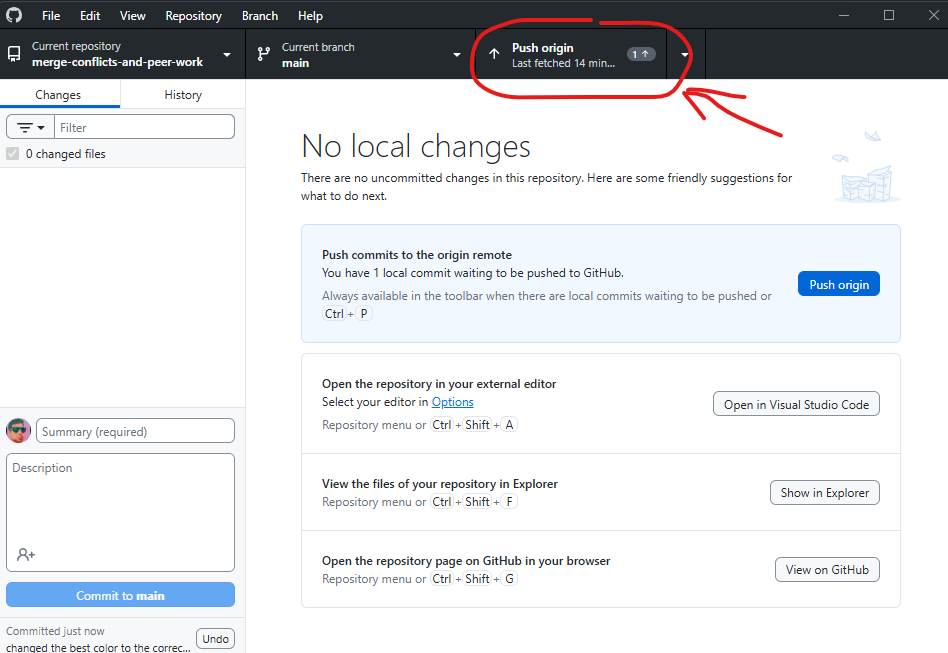 File Edit View Repository Branch Help
Current repository
merge-conflicts-and-peer-work
Current branch
main
Push origin
Last fetched 14 min...
1
Changes History
Filter
0 changed files
No local changes
There are no uncommitted changes in this repository. Here are some friendly suggestions for
what to do next.
Push commits to the origin remote
You have 1 local commit waiting to be pushed to GitHub.
Always available in the toolbar when there are local commits waiting to be pushed or
Ctrl + P
Push origin
Open the repository in your external editor
Select your editor in Options
Repository menu or Ctrl + Shift + A
Open in Visual Studio Code
View the files of your repository in Explorer
Repository menu or Ctrl + Shift + F
Show in Explorer
Open the repository page on GitHub in your browser
Repository menu or Ctrl + Shift + G
View on GitHub
Summary (required)
Description
Commit to main
Committed just now
changed the best color to the correc...
Undo